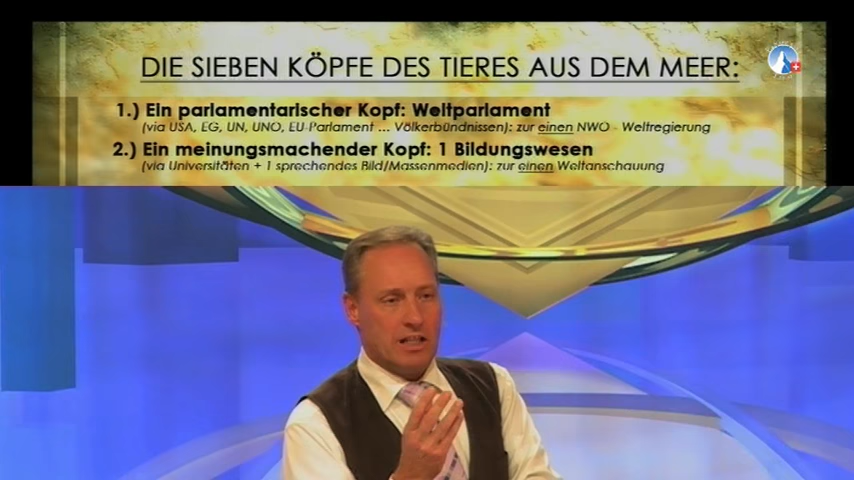 DIE SIEBEN KÖPFE DES TIERES AUS DEM MEER:
1.) Ein parlamentarischer Kopf: Weltparlament
(via USA, EG, UN, UNO, EU-Parlament ... Völkerbündnissen): zur einen NWO - Weltregierung
2.) Ein meinungsmachender Kopf: 1 Bildungswesen
(via Universitäten + 1 sprechendes Bild/Massenmedien): zur einen Weltanschauung